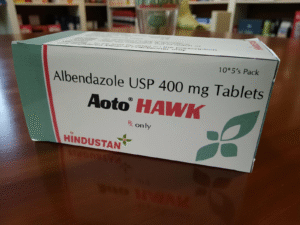 10*5's Pack
Albendazole USP 400 mg Tablets
Aoto® HAWK
℞ only
HINDUSTAN